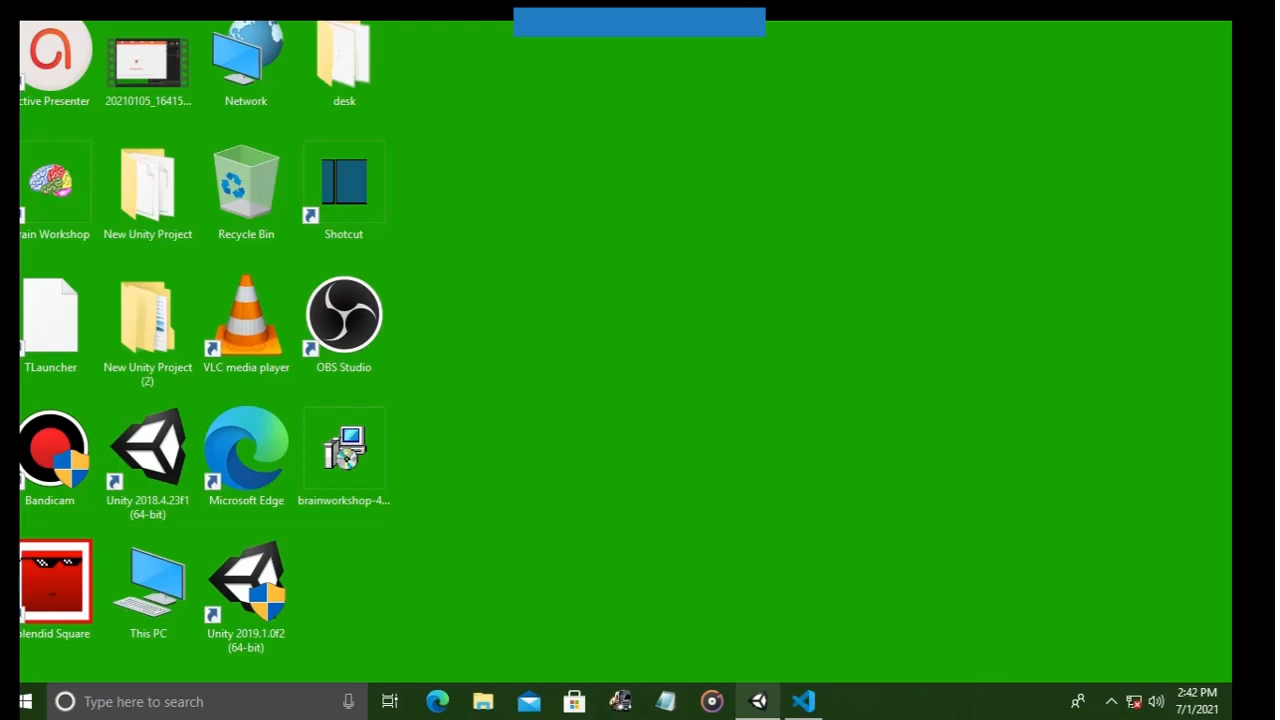 ctive Presenter
20210105_16415...
Network
desk
rain Workshop
New Unity Project
Recycle Bin
Shotcut
TLauncher
New Unity Project
(2)
VLC media player
OBS Studio
Bandicam
Unity 2018.4.23f1
(64-bit)
Microsoft Edge
brainworkshop-4...
plendid Square
This PC
Unity 2019.1.0f2
(64-bit)
Type here to search
2:42 PM
7/1/2021